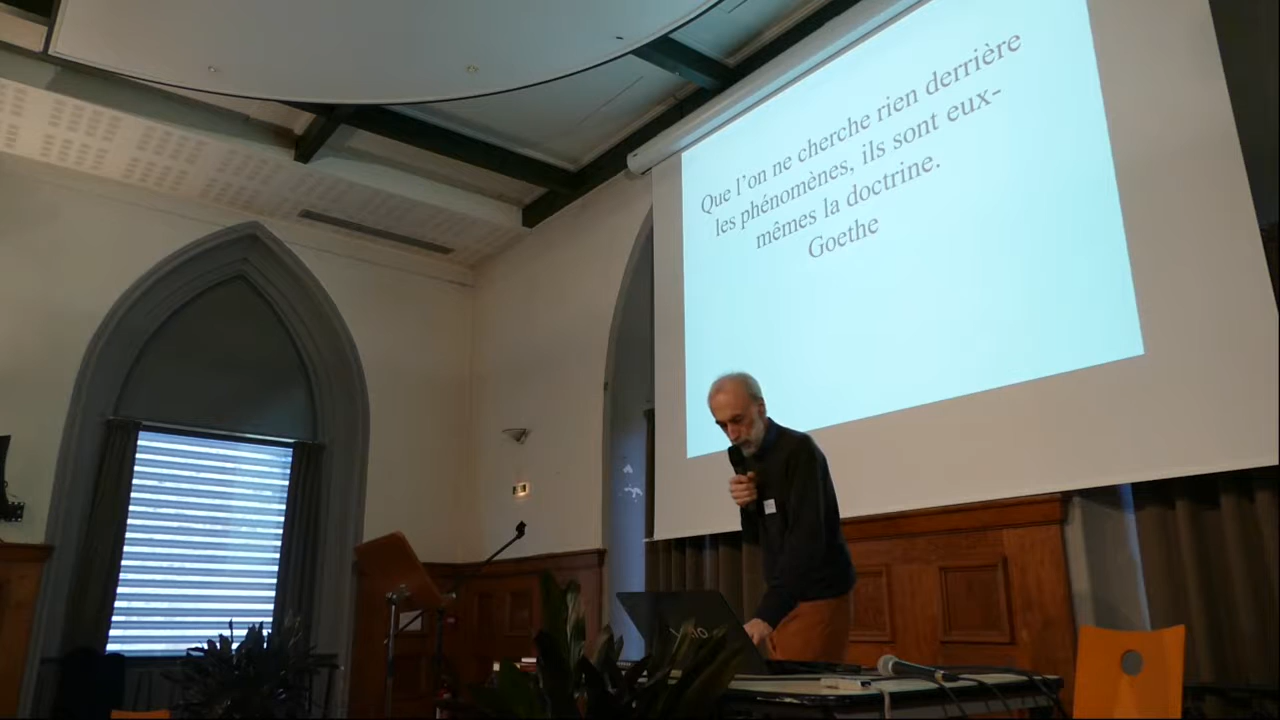 Que l'on ne cherche rien derrière
les phénomènes, ils sont eux-
mêmes la doctrine.
Goethe